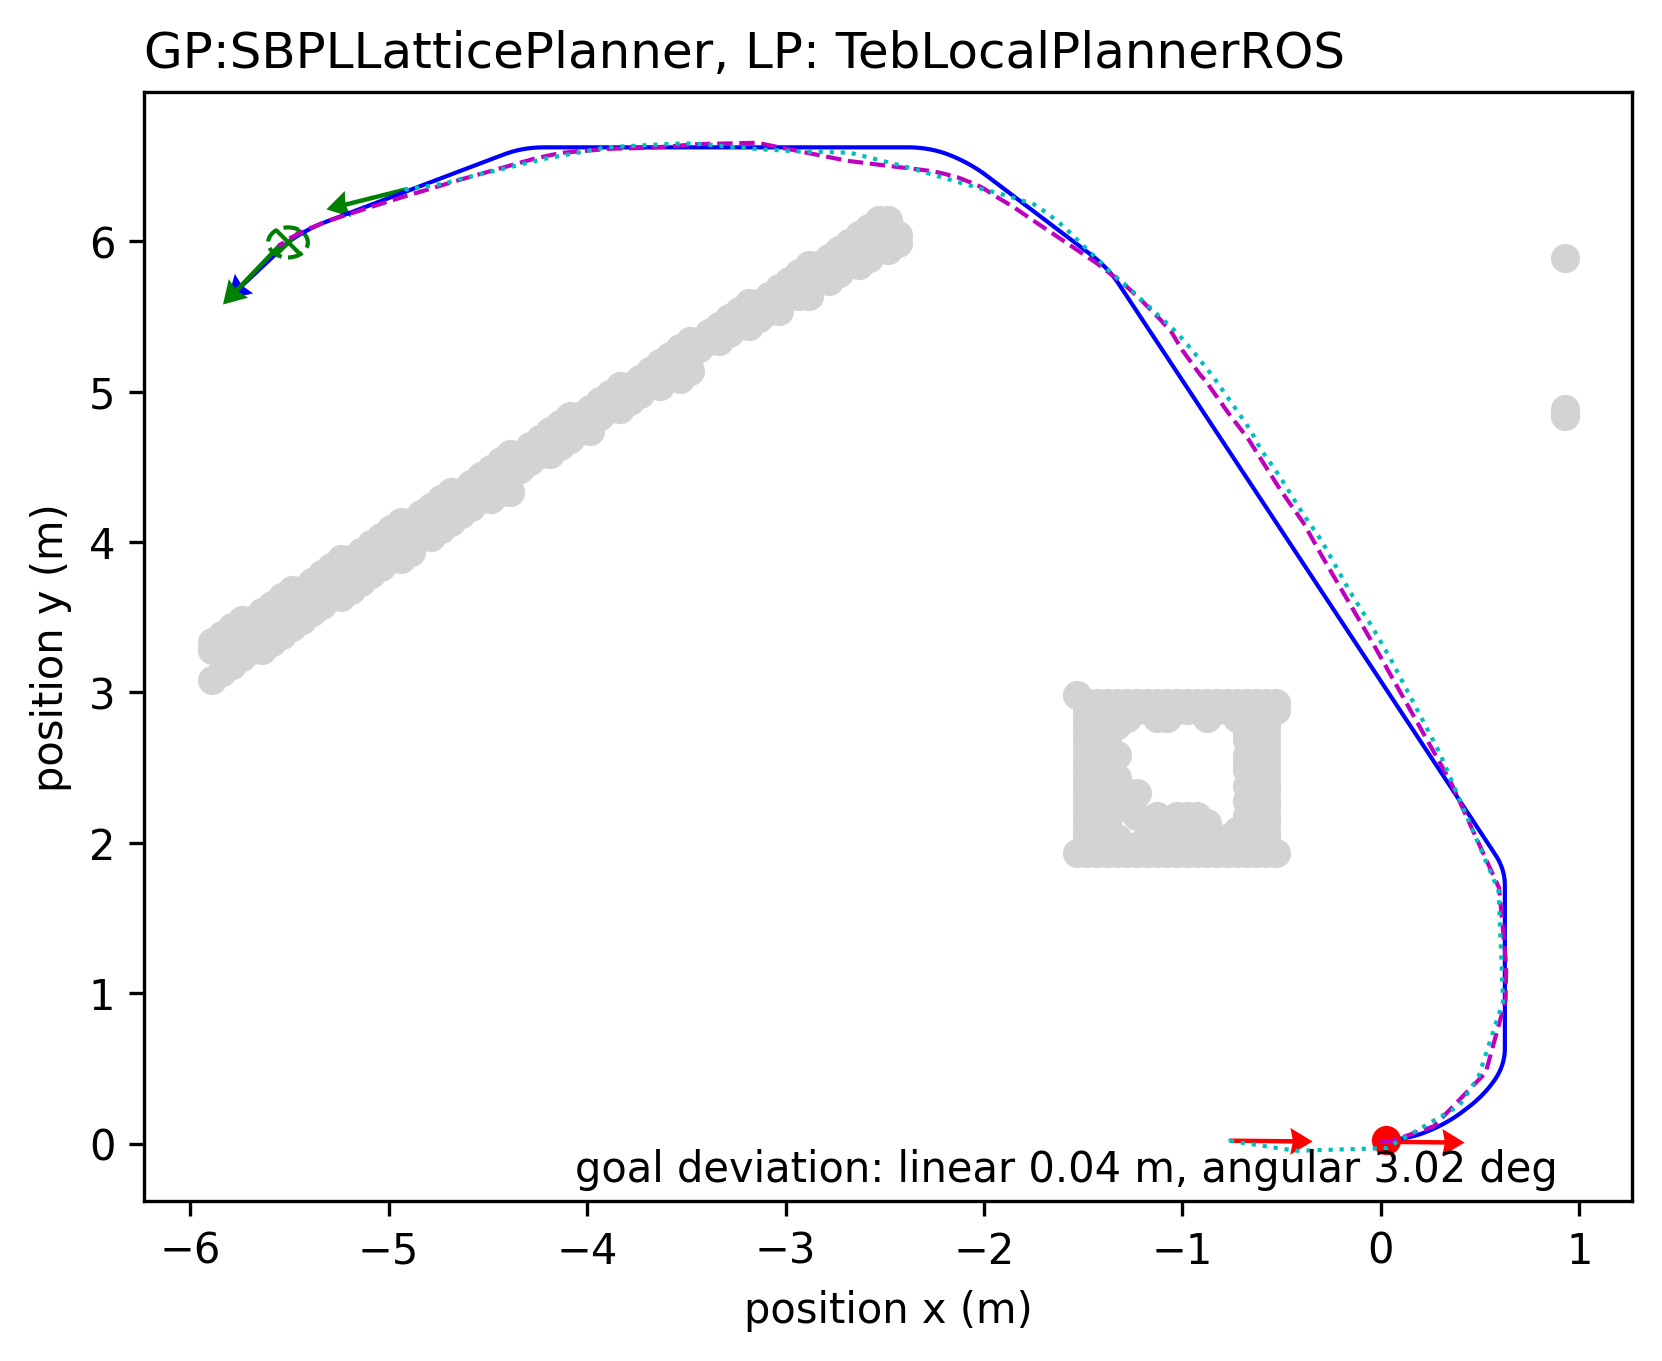 GP:SBPLLatticePlanner, LP: TebLocalPlannerROS
position y (m)
6
5
4
3
2
1
0
goal deviation: linear 0.04 m, angular 3.02 deg
−6 −5 −4 −3 −2 −1 0 1
position x (m)